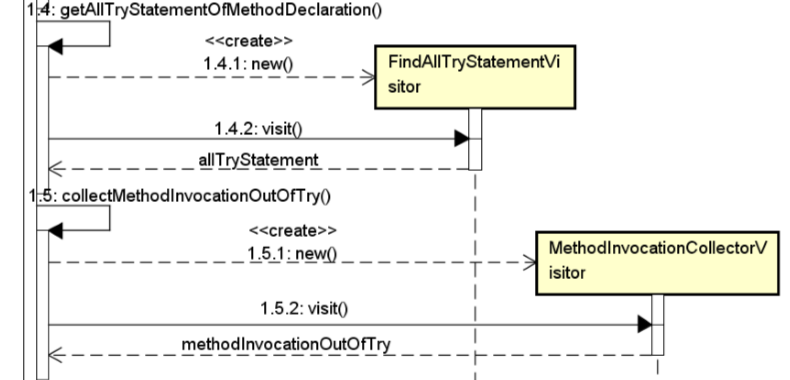 1.4: getAllTryStatementOfMethodDeclaration()
<<create>>
1.4.1: new()
FindAllTryStatementVi
sitor
1.4.2: visit()
allTryStatement
1.5: collectMethodInvocationOutOfTry()
<<create>>
1.5.1: new()
MethodInvocationCollectorV
isitor
1.5.2: visit()
methodInvocationOutOfTry